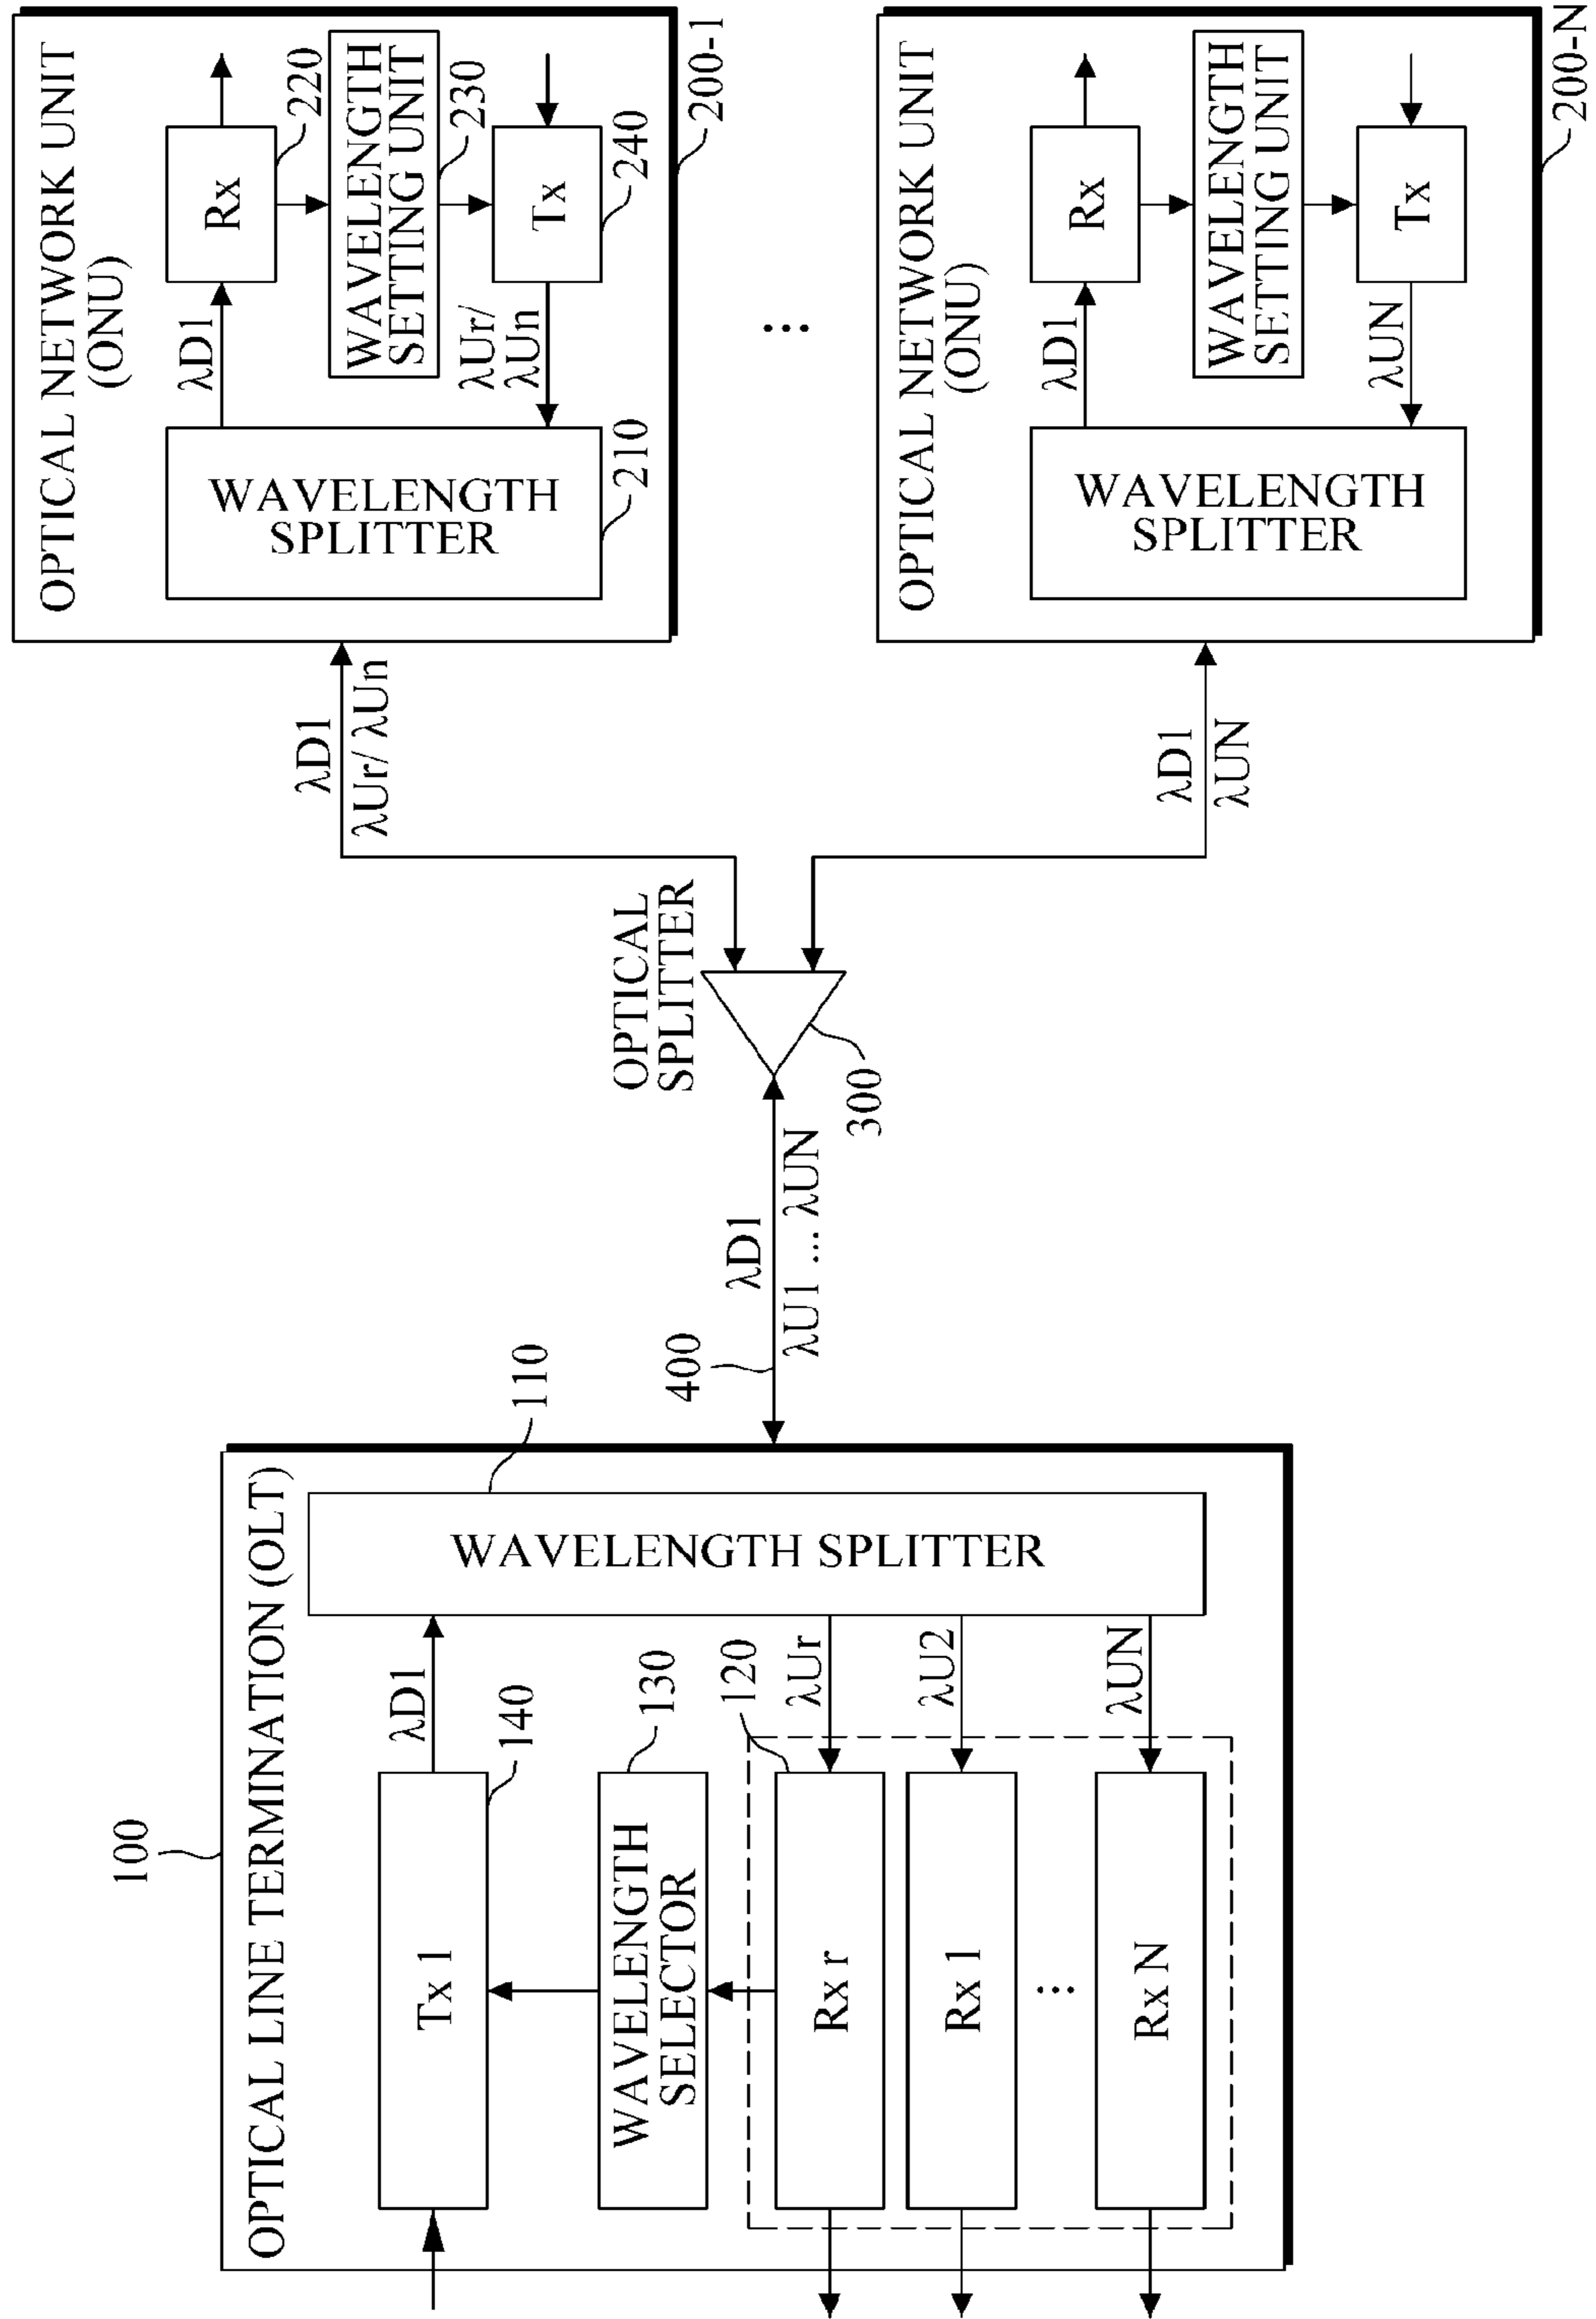 100
OPTICAL LINE TERMINATION (OLT)
Tx 1
λD1
140
WAVELENGTH
SELECTOR
130
120
Rx r
λUr
Rx 1
λU2
⋯
Rx N
λUN
WAVELENGTH SPLITTER
110
400
λD1
λU1 ... λUN
OPTICAL
SPLITTER
300
λD1
λUr/ λUn
λD1
λUN
OPTICAL NETWORK UNIT
(ONU)
WAVELENGTH
SPLITTER
210
λD1
Rx
220
WAVELENGTH
SETTING UNIT
230
λUr/
λUn
Tx
240
200-1
⋯
OPTICAL NETWORK UNIT
(ONU)
WAVELENGTH
SPLITTER
λD1
Rx
WAVELENGTH
SETTING UNIT
λUN
Tx
200-N